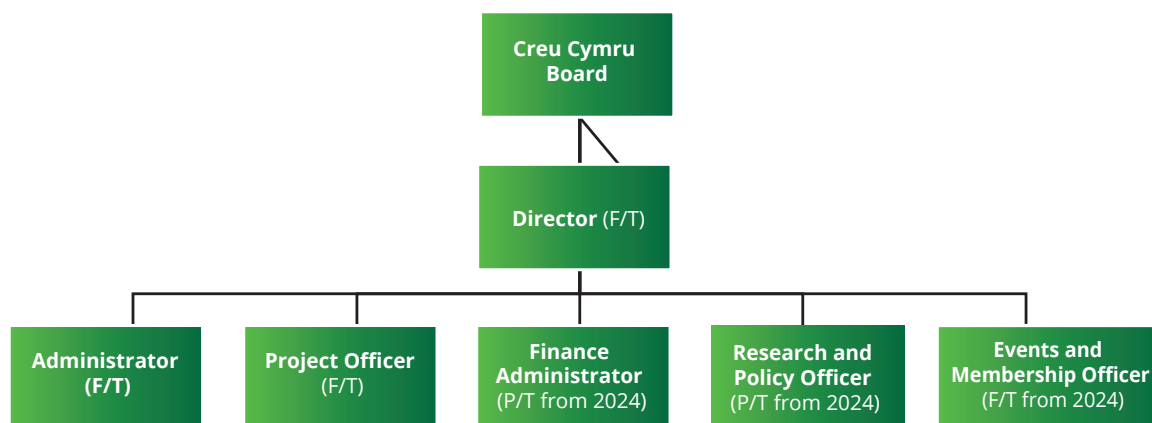 Creu Cymru
Board
Director (F/T)
Administrator
(F/T)
Project Officer
(F/T)
Finance
Administrator
(P/T from 2024)
Research and
Policy Officer
(P/T from 2024)
Events and
Membership Officer
(F/T from 2024)